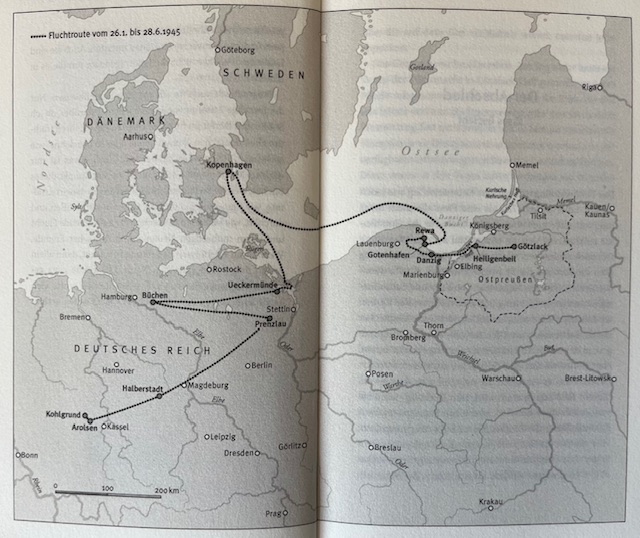 Fluchtroute vom 26.1. bis 28.6.1945
Göteborg
SCHWEDEN
Gotland
Riga
DÄNEMARK
Aarhus
Nordsee
Ostsee
Kopenhagen
Memel
Sylt
Kurische
Nehrung
Memel
Tilsit
Kauen/
Kaunas
Danziger
Bucht
Rewa
Königsberg
Lauenburg
Götzlack
Gotenhafen
Danzig
Heiligenbeil
Rügen
Rostock
Marienburg
Elbing
Ostpreußen
Ueckermünde
Hamburg
Büchen
Stettin
Bremen
Elbe
Prenzlau
Thorn
Bromberg
Oder
DEUTSCHES REICH
Weichsel
Bug
Hannover
Berlin
Posen
Warthe
Warschau
Brest-Litowsk
Halberstadt
Magdeburg
Kohlgrund
Elbe
Arolsen
Kassel
Leipzig
Görlitz
Breslau
Bonn
Dresden
Oder
Rhein
0
100
200 km
Prag
Krakau